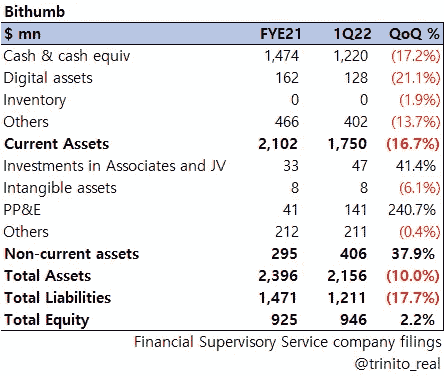 Bithumb
$ mn FYE21 1Q22 QoQ %
Cash & cash equiv 1,474 1,220 (17.2%)
Digital assets 162 128 (21.1%)
Inventory 0 0 (1.9%)
Others 466 402 (13.7%)
Current Assets 2,102 1,750 (16.7%)
Investments in Associates and JV 33 47 41.4%
Intangible assets 8 8 (6.1%)
PP&E 41 141 240.7%
Others 212 211 (0.4%)
Non-current assets 295 406 37.9%
Total Assets 2,396 2,156 (10.0%)
Total Liabilities 1,471 1,211 (17.7%)
Total Equity 925 946 2.2%
Financial Supervisory Service company filings
@trinito_real